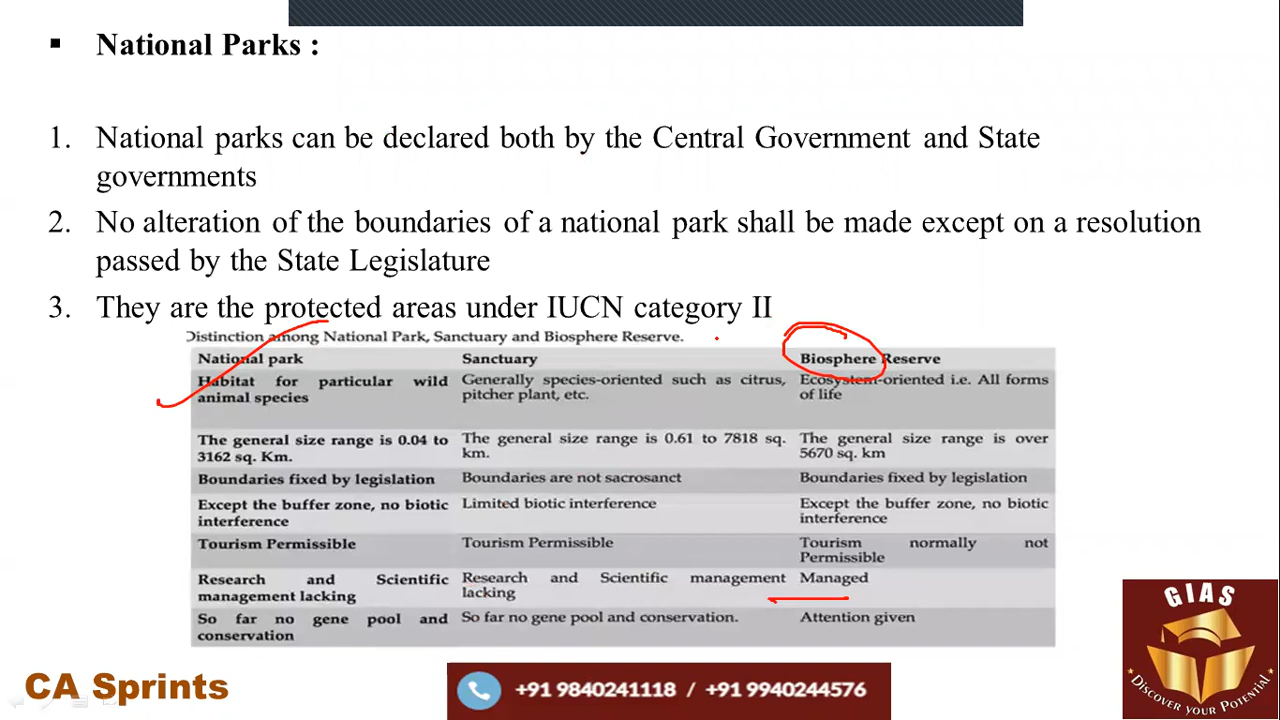 ▪ National Parks :
1. National parks can be declared both by the Central Government and State
governments
2. No alteration of the boundaries of a national park shall be made except on a resolution
passed by the State Legislature
3. They are the protected areas under IUCN category II
Distinction among National Park, Sanctuary and Biosphere Reserve.
National park Sanctuary Biosphere Reserve
Habitat for particular wild Generally species-oriented such as citrus, Ecosystem-oriented i.e. All forms
animal species pitcher plant, etc. of life
The general size range is 0.04 to The general size range is 0.61 to 7818 sq. The general size range is over
3162 sq. Km. km. 5670 sq. km
Boundaries fixed by legislation Boundaries are not sacrosanct Boundaries fixed by legislation
Except the buffer zone, no biotic Limited biotic interference Except the buffer zone, no biotic
interference interference
Tourism Permissible Tourism Permissible Tourism normally not
Permissible
Research and Scientific Research and Scientific management Managed
management lacking lacking
So far no gene pool and So far no gene pool and conservation. Attention given
conservation
CA Sprints
+91 9840241118 / +91 9940244576
GIAS
DISCOVER YOUR POTENTIAL